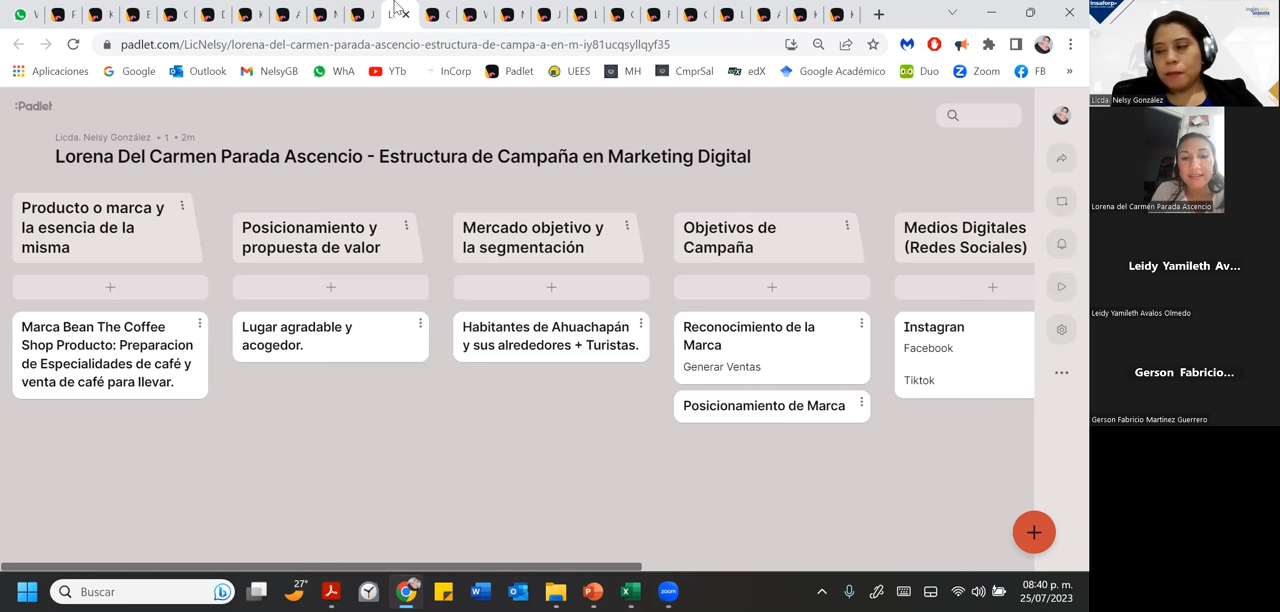 padlet.com/LicNelsy/lorena-del-carmen-parada-ascencio-estructura-de-campa-a-en-m-iy81ucqsyllqyf35
Aplicaciones
Google
Outlook
NelsyGB
WhA
YTb
InCorp
Padlet
UEES
MH
CmprSal
edX
Google Académico
Duo
Zoom
FB
»
:Padlet
Licda. Nelsy González + 1 • 2m
Lorena Del Carmen Parada Ascencio - Estructura de Campaña en Marketing Digital
Producto o marca y
la esencia de la
misma
Posicionamiento y
propuesta de valor
Mercado objetivo y
la segmentación
Objetivos de
Campaña
Medios Digitales
(Redes Sociales)
Marca Bean The Coffee
Shop Producto: Preparacion
de Especialidades de café y
venta de café para llevar.
Lugar agradable y
acogedor.
Habitantes de Ahuachapán
y sus alrededores + Turistas.
Reconocimiento de la
Marca
Generar Ventas
Posicionamiento de Marca
Instagran
Facebook
Tiktok
Insaforp
Licda. Nelsy González
Lorena del Carmen Parada Ascencio
Leidy Yamileth Av...
Leidy Yamileth Avalos Olmedo
Gerson Fabricio...
Gerson Fabricio Martinez Guerrero
Buscar
27°
zoom
08:40 p. m.
25/07/2023